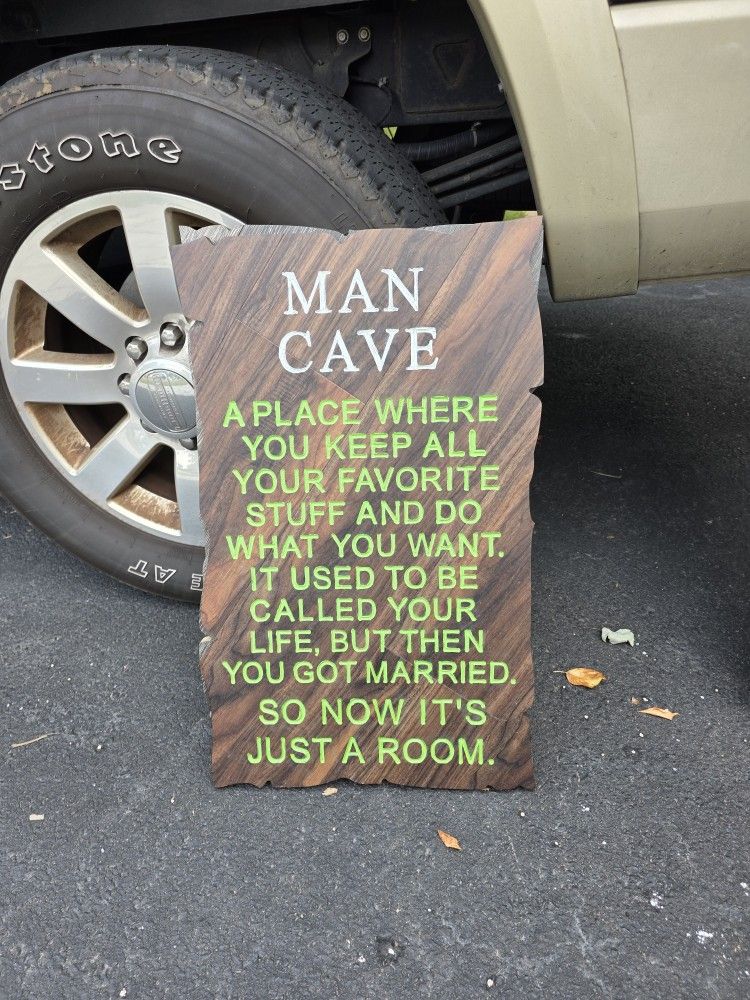 stone
MAN
CAVE
A PLACE WHERE
YOU KEEP ALL
YOUR FAVORITE
STUFF AND DO
WHAT YOU WANT.
IT USED TO BE
CALLED YOUR
LIFE, BUT THEN
YOU GOT MARRIED.
SO NOW IT'S
JUST A ROOM.
AT